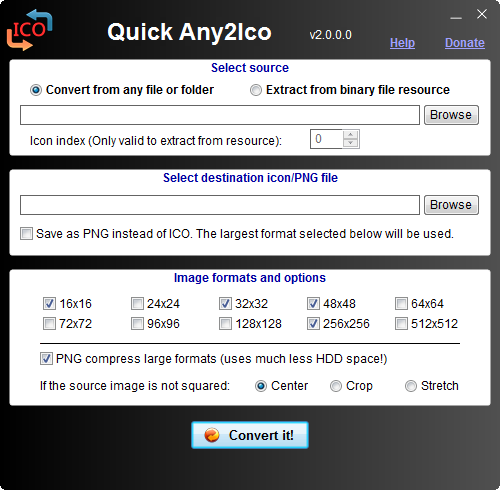 ICO
Quick Any2Ico v2.0.0.0
Help Donate
Select source
Convert from any file or folder Extract from binary file resource
Browse
Icon index (Only valid to extract from resource): 0
Select destination icon/PNG file
Browse
Save as PNG instead of ICO. The largest format selected below will be used.
Image formats and options
16x16 24x24 32x32 48x48 64x64
72x72 96x96 128x128 256x256 512x512
PNG compress large formats (uses much less HDD space!)
If the source image is not squared: Center Crop Stretch
Convert it!